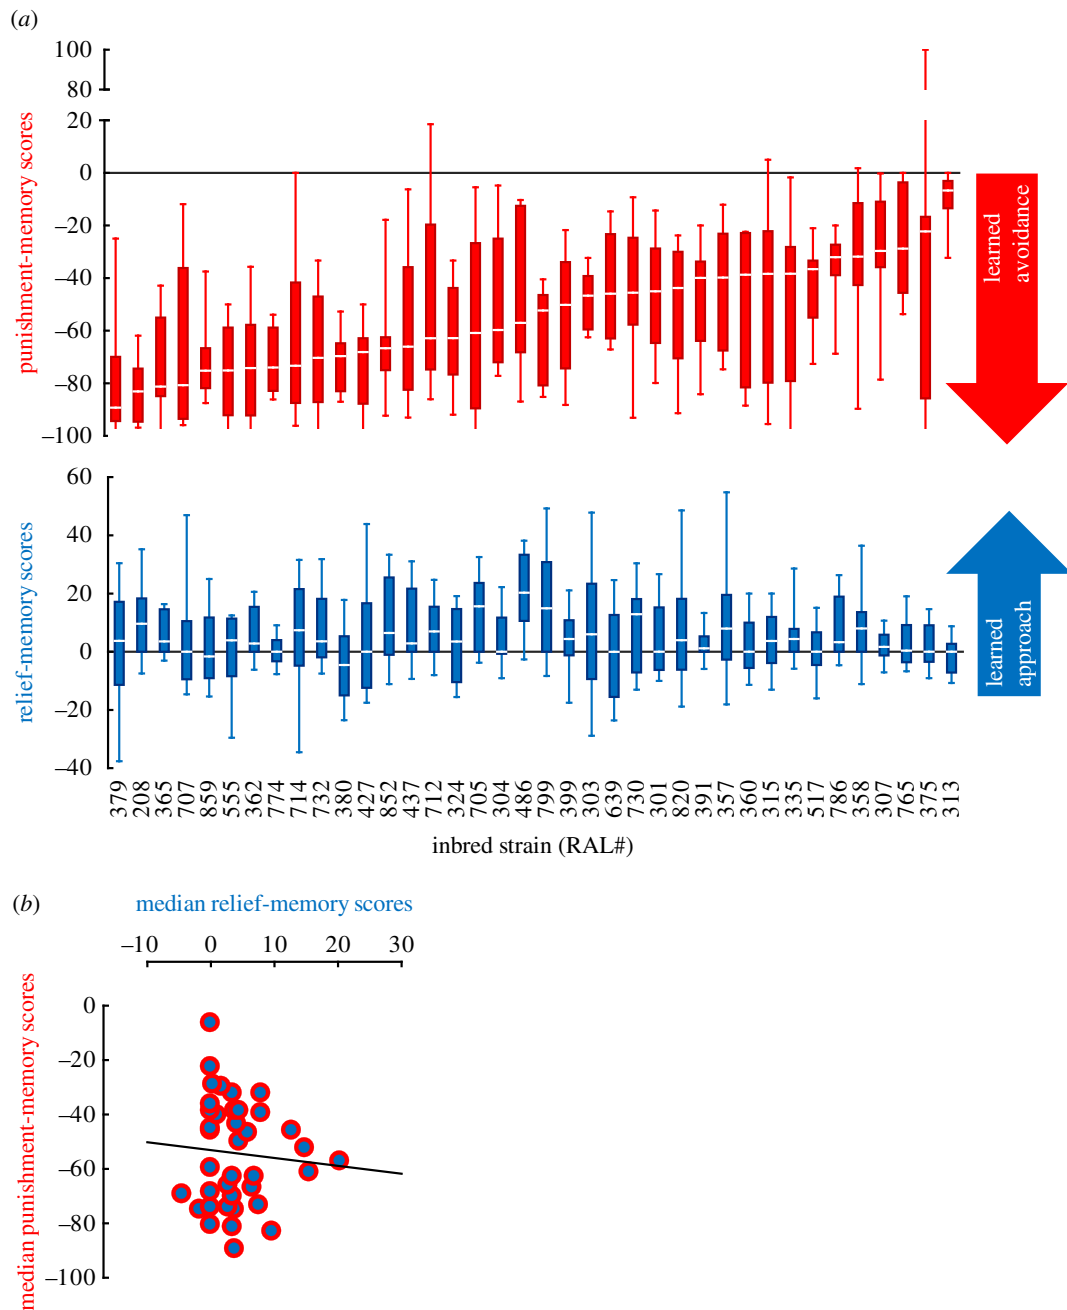 (a)
100
80
20
0
–20
–40
–60
–80
–100
punishment-memory scores
learned
avoidance
60
40
20
0
–20
–40
relief-memory scores
learned
approach
379 208 365 707 859 555 362 774 714 732 380 427 852 437 712 324 705 304 486 799 399 303 639 730 301 820 391 357 360 315 335 517 786 358 307 765 375 313
inbred strain (RAL#)
(b)
median relief-memory scores
–10 0 10 20 30
0
–20
–40
–60
–80
–100
median punishment-memory scores